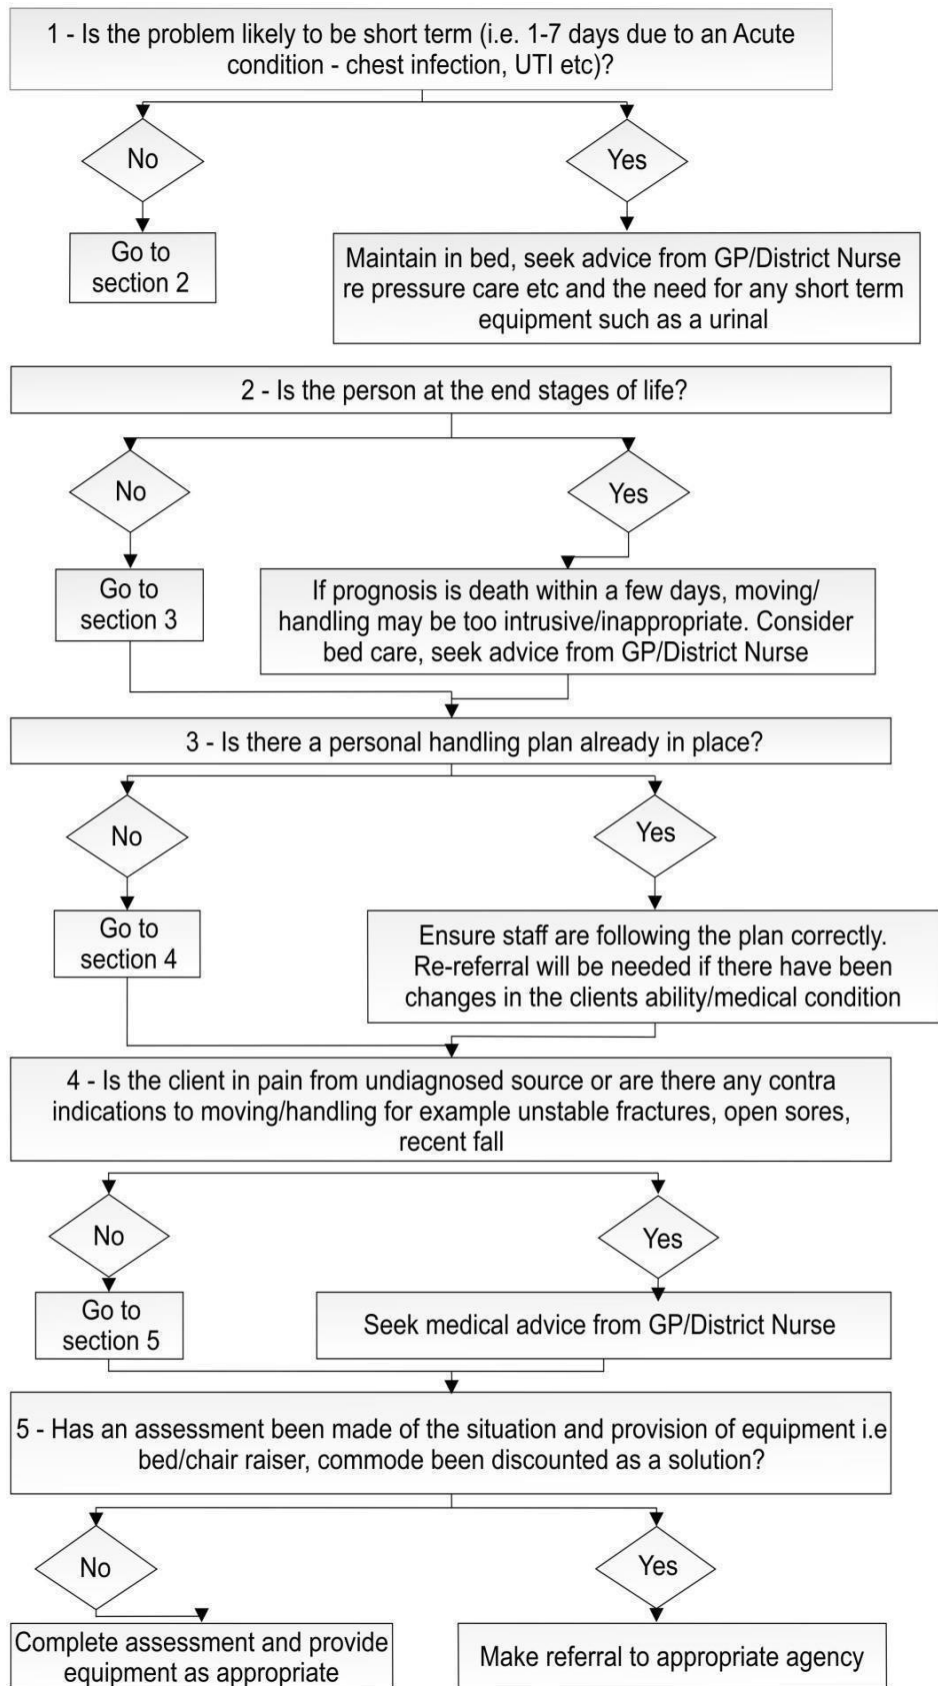 1 - Is the problem likely to be short term (i.e. 1-7 days due to an Acute
condition - chest infection, UTI etc)?
No
Yes
Go to
section 2
Maintain in bed, seek advice from GP/District Nurse
re pressure care etc and the need for any short term
equipment such as a urinal
2 - Is the person at the end stages of life?
No
Yes
Go to
section 3
If prognosis is death within a few days, moving/
handling may be too intrusive/inappropriate. Consider
bed care, seek advice from GP/District Nurse
3 - Is there a personal handling plan already in place?
No
Yes
Go to
section 4
Ensure staff are following the plan correctly.
Re-referral will be needed if there have been
changes in the clients ability/medical condition
4 - Is the client in pain from undiagnosed source or are there any contra
indications to moving/handling for example unstable fractures, open sores,
recent fall
No
Yes
Go to
section 5
Seek medical advice from GP/District Nurse
5 - Has an assessment been made of the situation and provision of equipment i.e
bed/chair raiser, commode been discounted as a solution?
No
Yes
Complete assessment and provide
equipment as appropriate
Make referral to appropriate agency